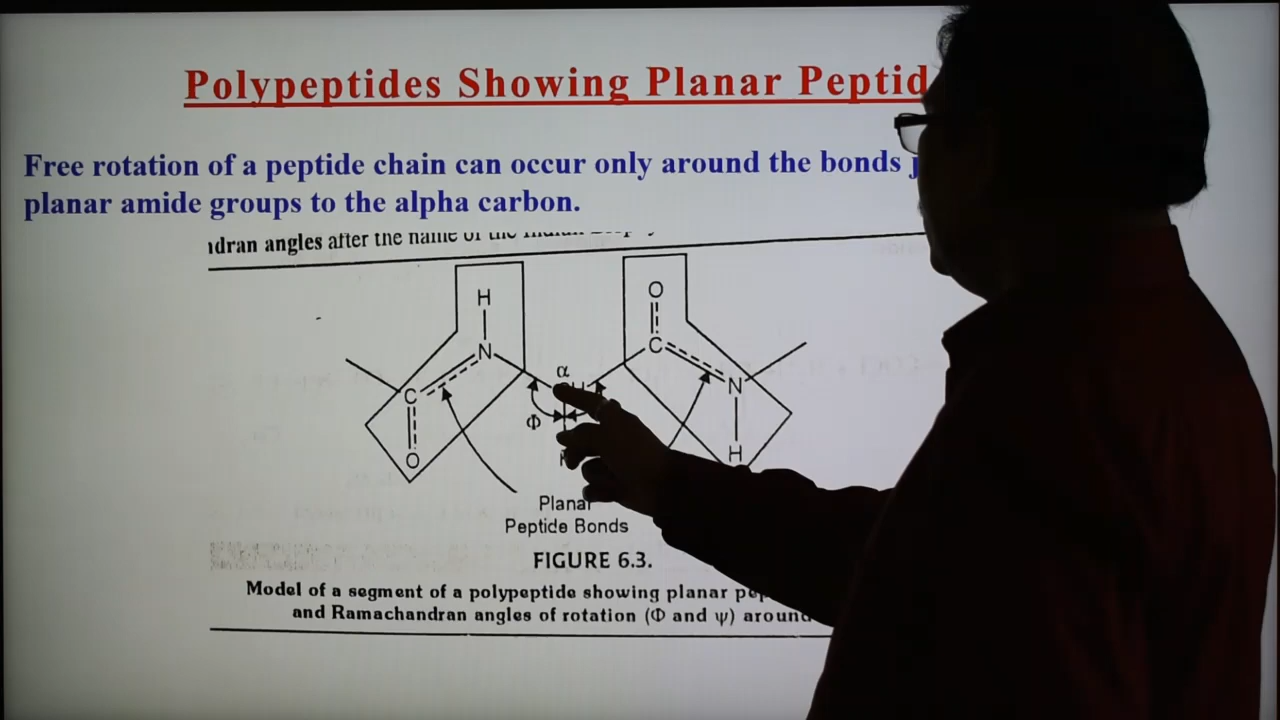 Polypeptides Showing Planar Peptid
Free rotation of a peptide chain can occur only around the bonds j
planar amide groups to the alpha carbon.
ndran angles after the name of the Indian
H
O
N
C
α
C
N
Φ
O
H
Planar
Peptide Bonds
FIGURE 6.3.
Model of a segment of a polypeptide showing planar pep
and Ramachandran angles of rotation (Φ and ψ) around